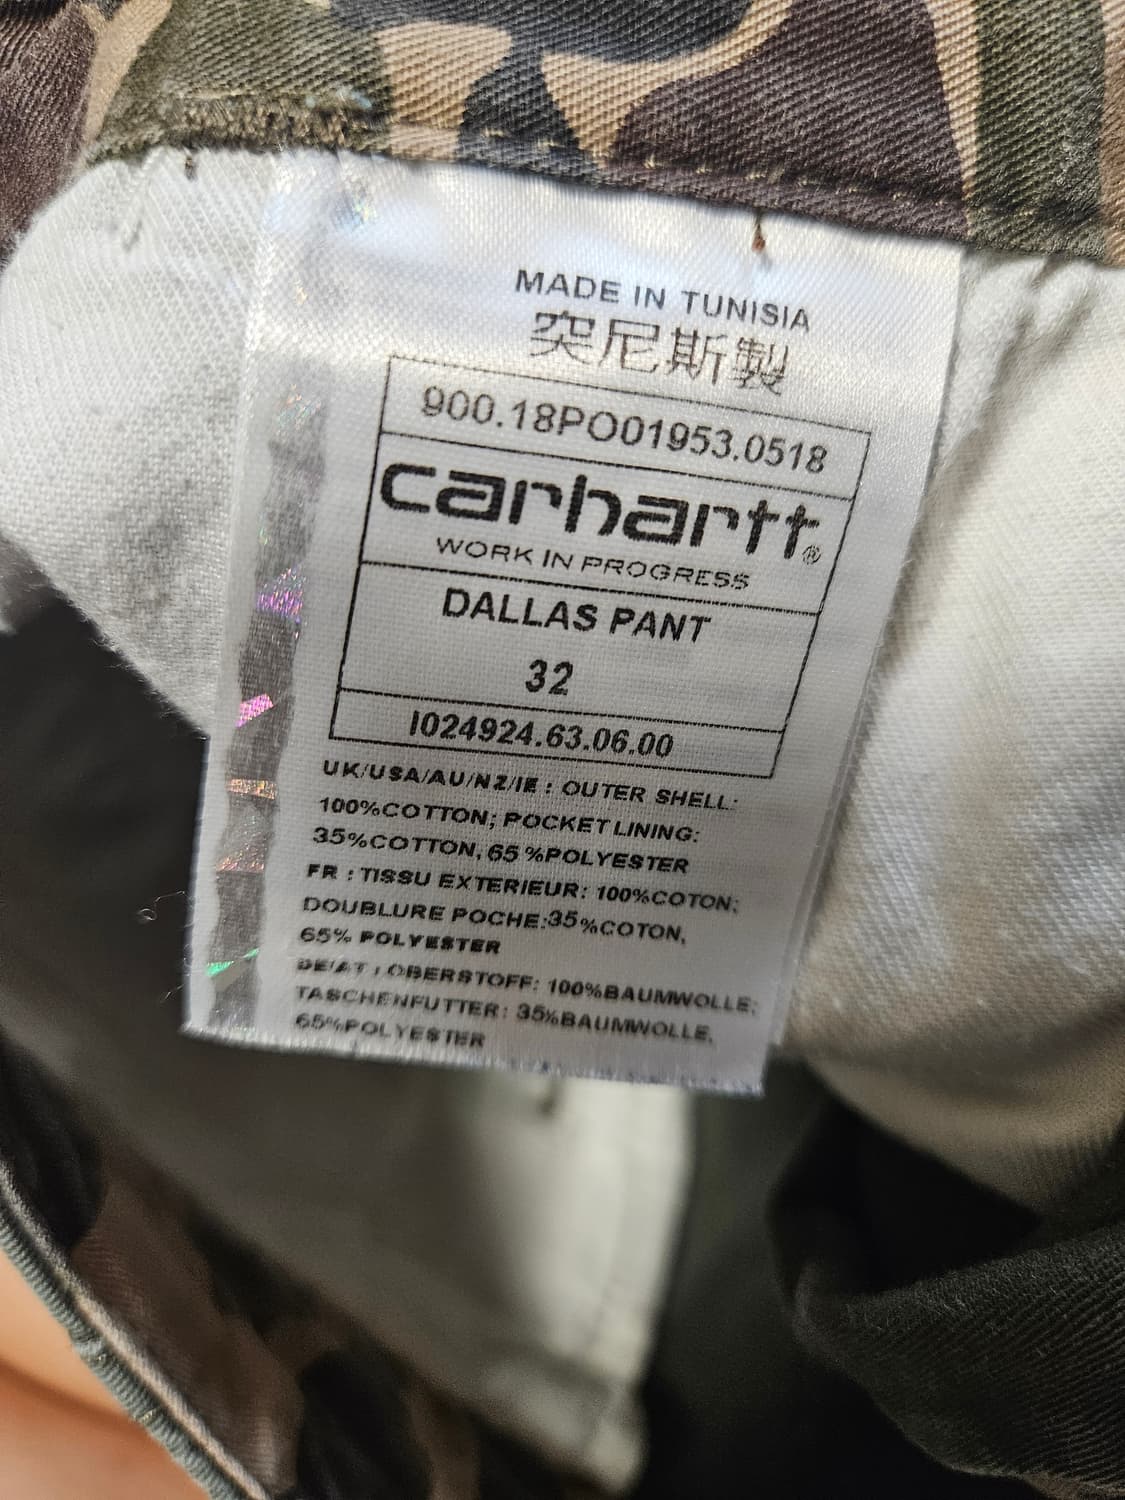 MADE IN TUNISIA
突尼斯製
900.18PO01953.0518
carhartt®
WORK IN PROGRESS
DALLAS PANT
32
I024924.63.06.00
UK/USA/AU/NZ/IE : OUTER SHELL:
100%COTTON; POCKET LINING:
35%COTTON, 65 %POLYESTER
FR : TISSU EXTERIEUR: 100%COTON;
DOUBLURE POCHE:35%COTON,
65% POLYESTER
DE/AT : OBERSTOFF: 100%BAUMWOLLE;
TASCHENFUTTER: 35%BAUMWOLLE,
65%POLYESTER